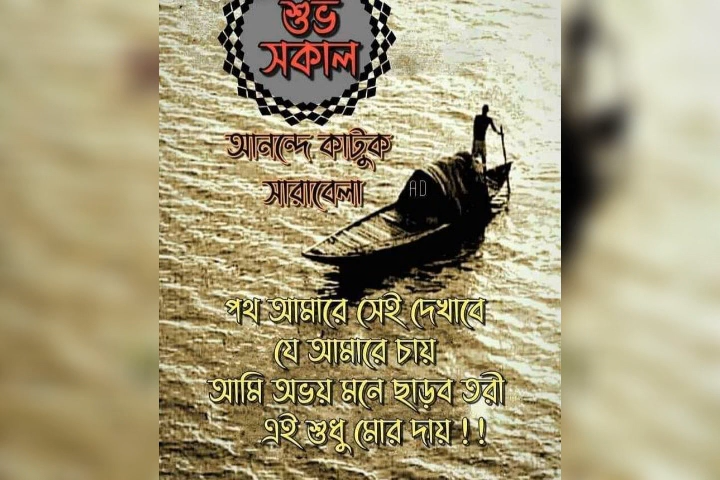 শুভ
সকাল
আনন্দে কাটুক
সারাবেলা
AD
পথ আমারে সেই দেখাবে
যে আমারে চায়
আমি অভয় মনে ছাড়ব তরী
এই শুধু মোর দায় ! !